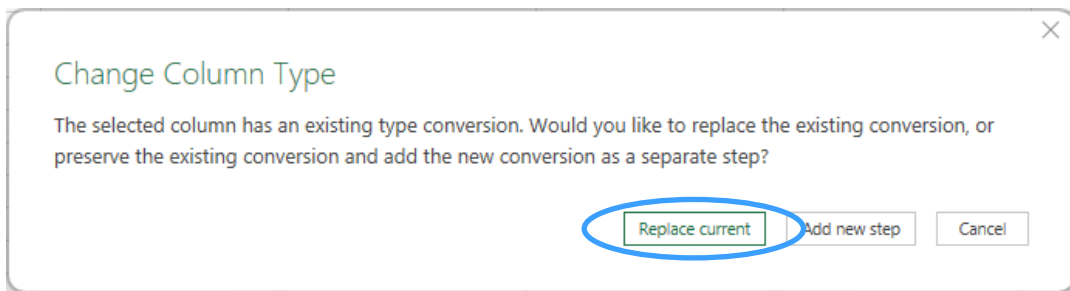 Change Column Type
The selected column has an existing type conversion. Would you like to replace the existing conversion, or
preserve the existing conversion and add the new conversion as a separate step?
Replace current Add new step Cancel